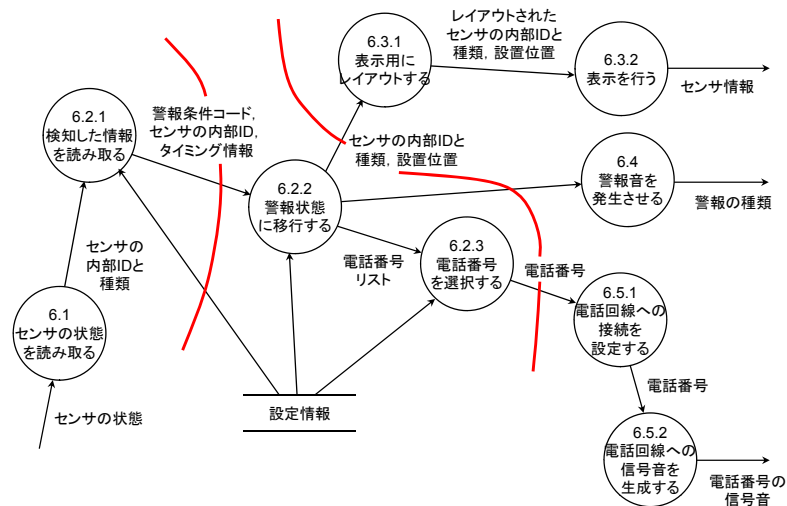 6.3.1
表示用に
レイアウトする
レイアウトされた
センサの内部IDと
種類, 設置位置
6.3.2
表示を行う
センサ情報
6.2.1
検知した情報
を読み取る
警報条件コード,
センサの内部ID,
タイミング情報
センサの内部IDと
種類, 設置位置
6.2.2
警報状態
に移行する
6.4
警報音を
発生させる
警報の種類
センサの
内部IDと
種類
電話番号
リスト
6.2.3
電話番号
を選択する
電話番号
6.1
センサの状態
を読み取る
6.5.1
電話回線への
接続を
設定する
センサの状態
設定情報
電話番号
6.5.2
電話回線への
信号音を
生成する
電話番号の
信号音